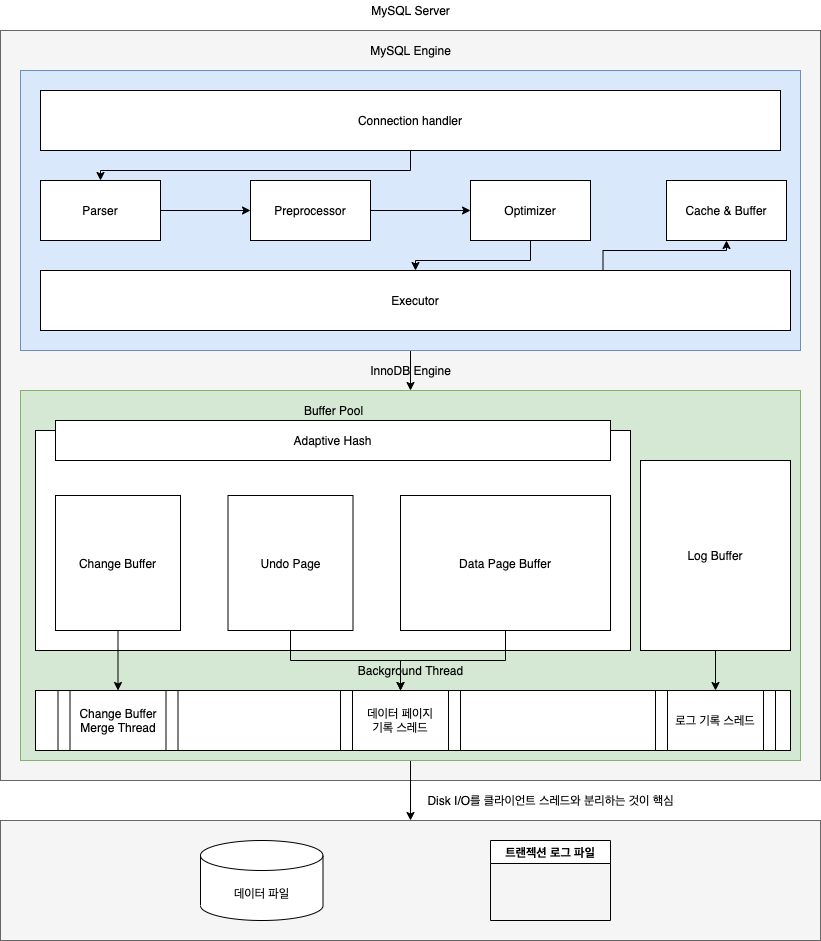 MySQL Server
MySQL Engine
Connection handler
Parser
Preprocessor
Optimizer
Cache & Buffer
Executor
InnoDB Engine
Buffer Pool
Adaptive Hash
Change Buffer
Undo Page
Data Page Buffer
Log Buffer
Background Thread
Change Buffer
Merge Thread
데이터 페이지
기록 스레드
로그 기록 스레드
Disk I/O를 클라이언트 스레드와 분리하는 것이 핵심
데이터 파일
트랜젝션 로그 파일